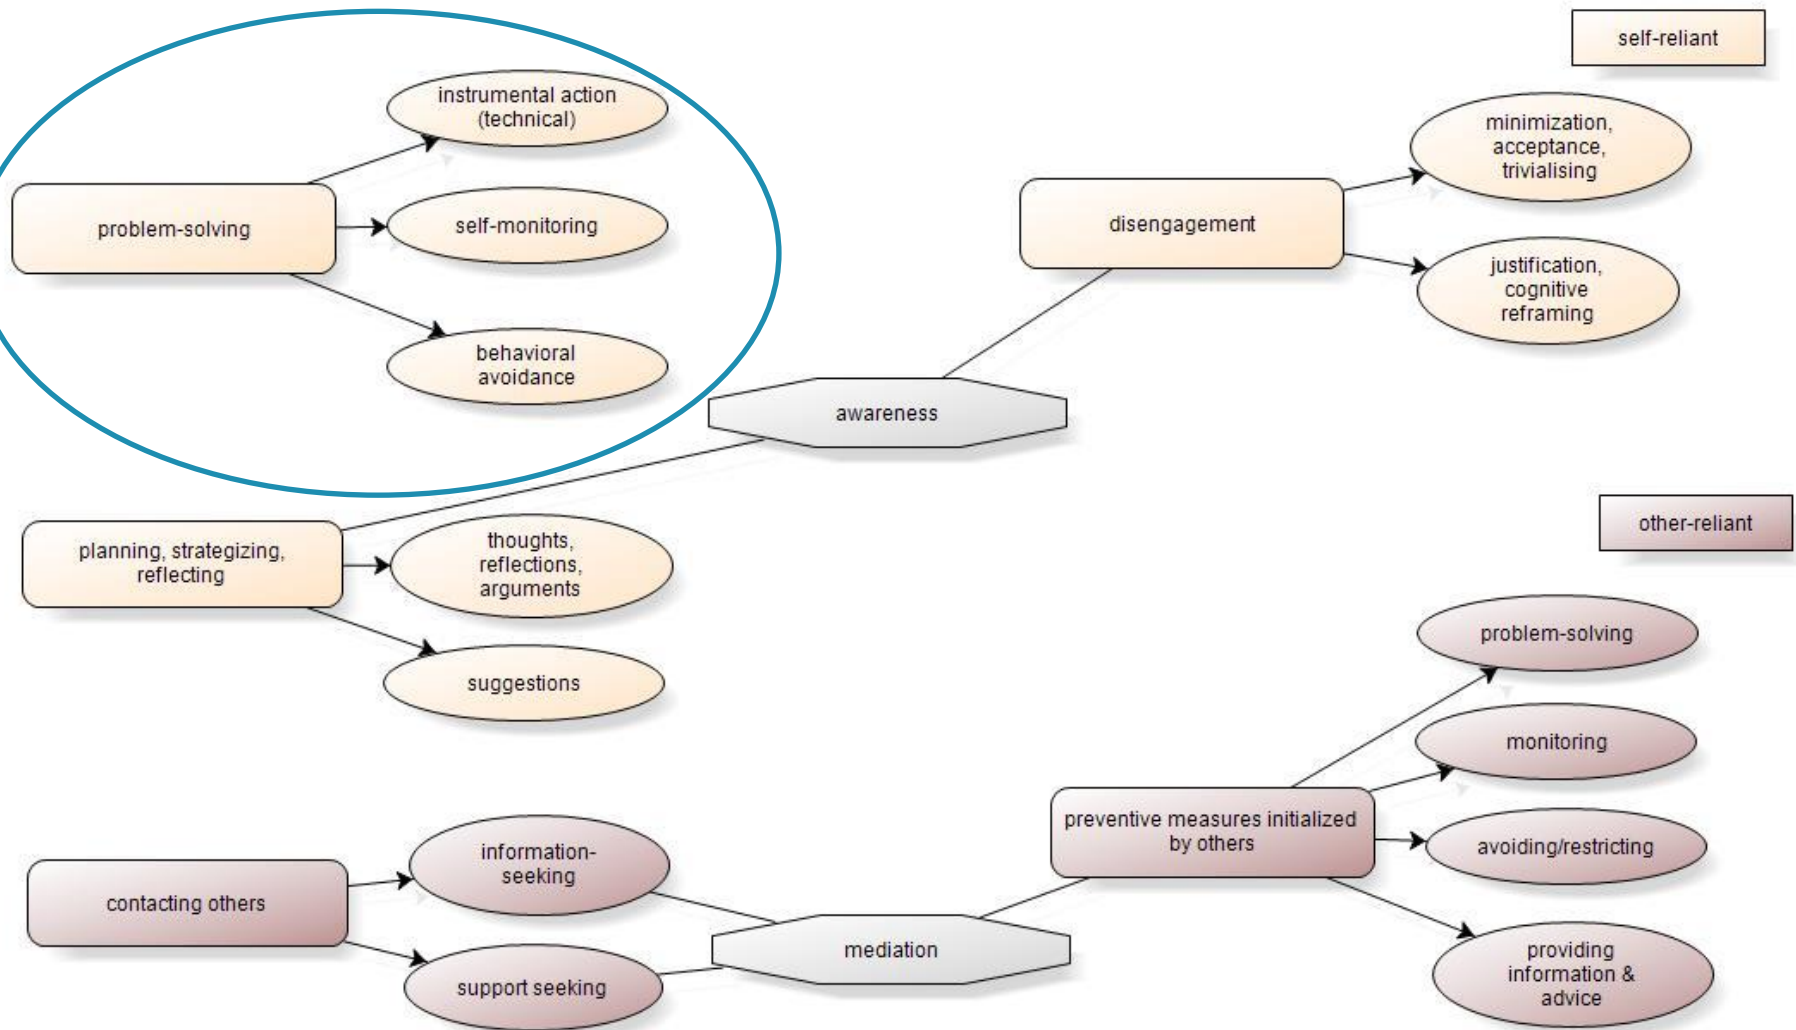 self-reliant
instrumental action
(technical)
minimization,
acceptance,
trivialising
problem-solving
self-monitoring
disengagement
justification,
cognitive
reframing
behavioral
avoidance
awareness
other-reliant
planning, strategizing,
reflecting
thoughts,
reflections,
arguments
suggestions
problem-solving
monitoring
preventive measures initialized
by others
avoiding/restricting
information-
seeking
contacting others
mediation
support seeking
providing
information &
advice